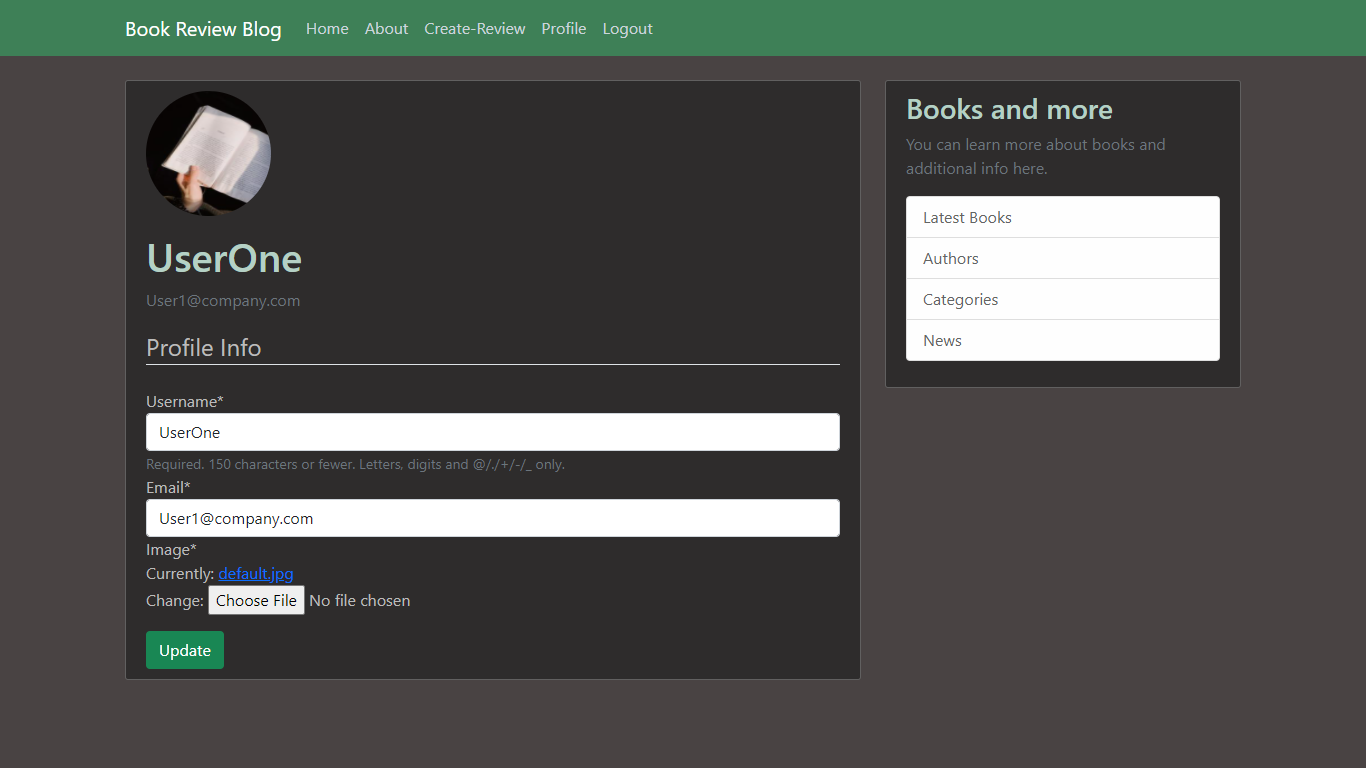 Book Review Blog Home About Create-Review Profile Logout
UserOne
User1@company.com
Profile Info
Username*
UserOne
Required. 150 characters or fewer. Letters, digits and @/./+/-/_ only.
Email*
User1@company.com
Image*
Currently: default.jpg
Change: Choose File No file chosen
Update
Books and more
You can learn more about books and
additional info here.
Latest Books
Authors
Categories
News